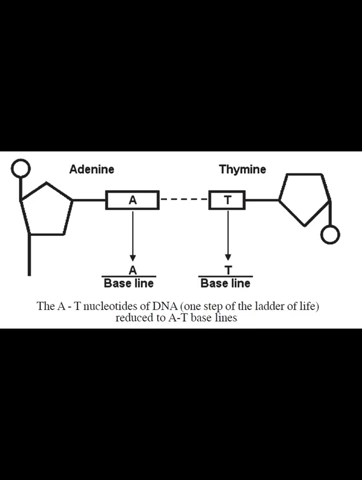 Adenine Thymine
A T
A T
Base line Base line
The A - T nucleotides of DNA (one step of the ladder of life)
reduced to A-T base lines